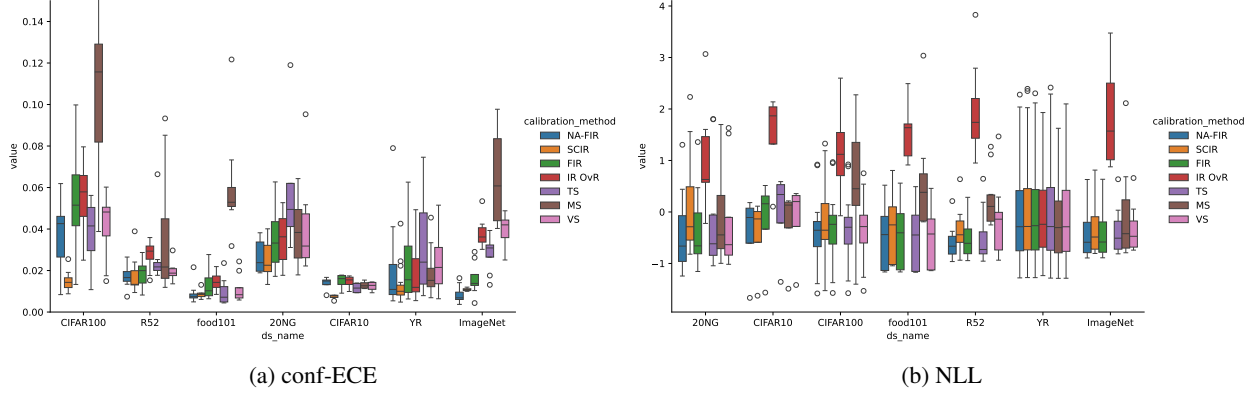 0.14
0.12
0.10
0.08
0.06
0.04
0.02
0.00
value
CIFAR100 R52 food101 20NG CIFAR10 YR ImageNet
ds_name
calibration_method
NA-FIR
SCIR
FIR
IR OvR
TS
MS
VS
(a) conf-ECE
4
3
2
1
0
−1
value
20NG CIFAR10 CIFAR100 food101 R52 YR ImageNet
ds_name
calibration_method
NA-FIR
SCIR
FIR
IR OvR
TS
MS
VS
(b) NLL